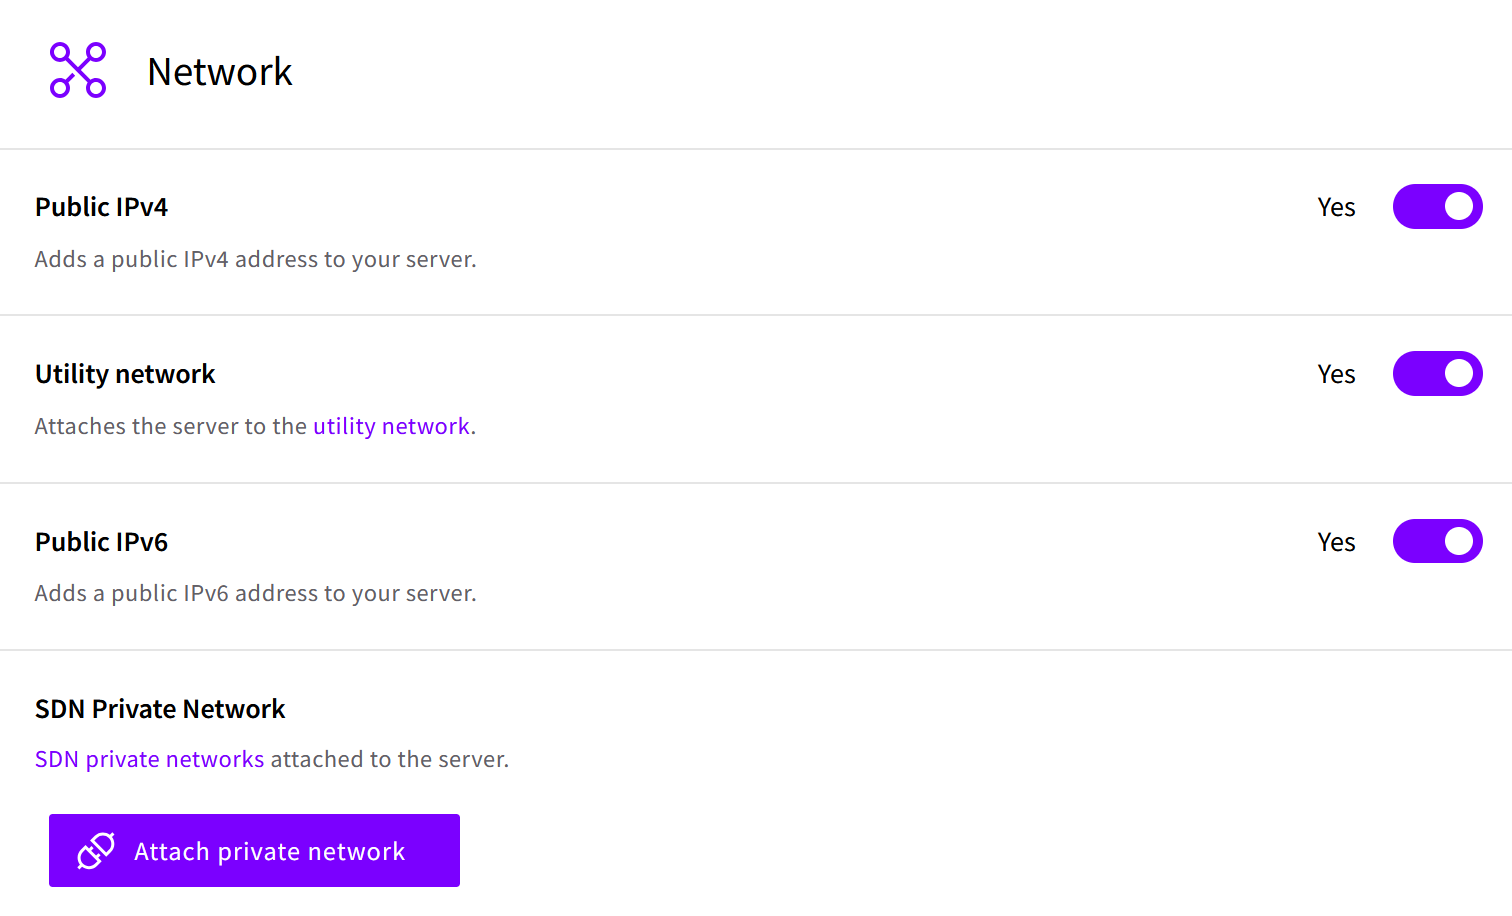 Network
Public IPv4
Yes
Adds a public IPv4 address to your server.
Utility network
Yes
Attaches the server to the utility network.
Public IPv6
Yes
Adds a public IPv6 address to your server.
SDN Private Network
SDN private networks attached to the server.
Attach private network